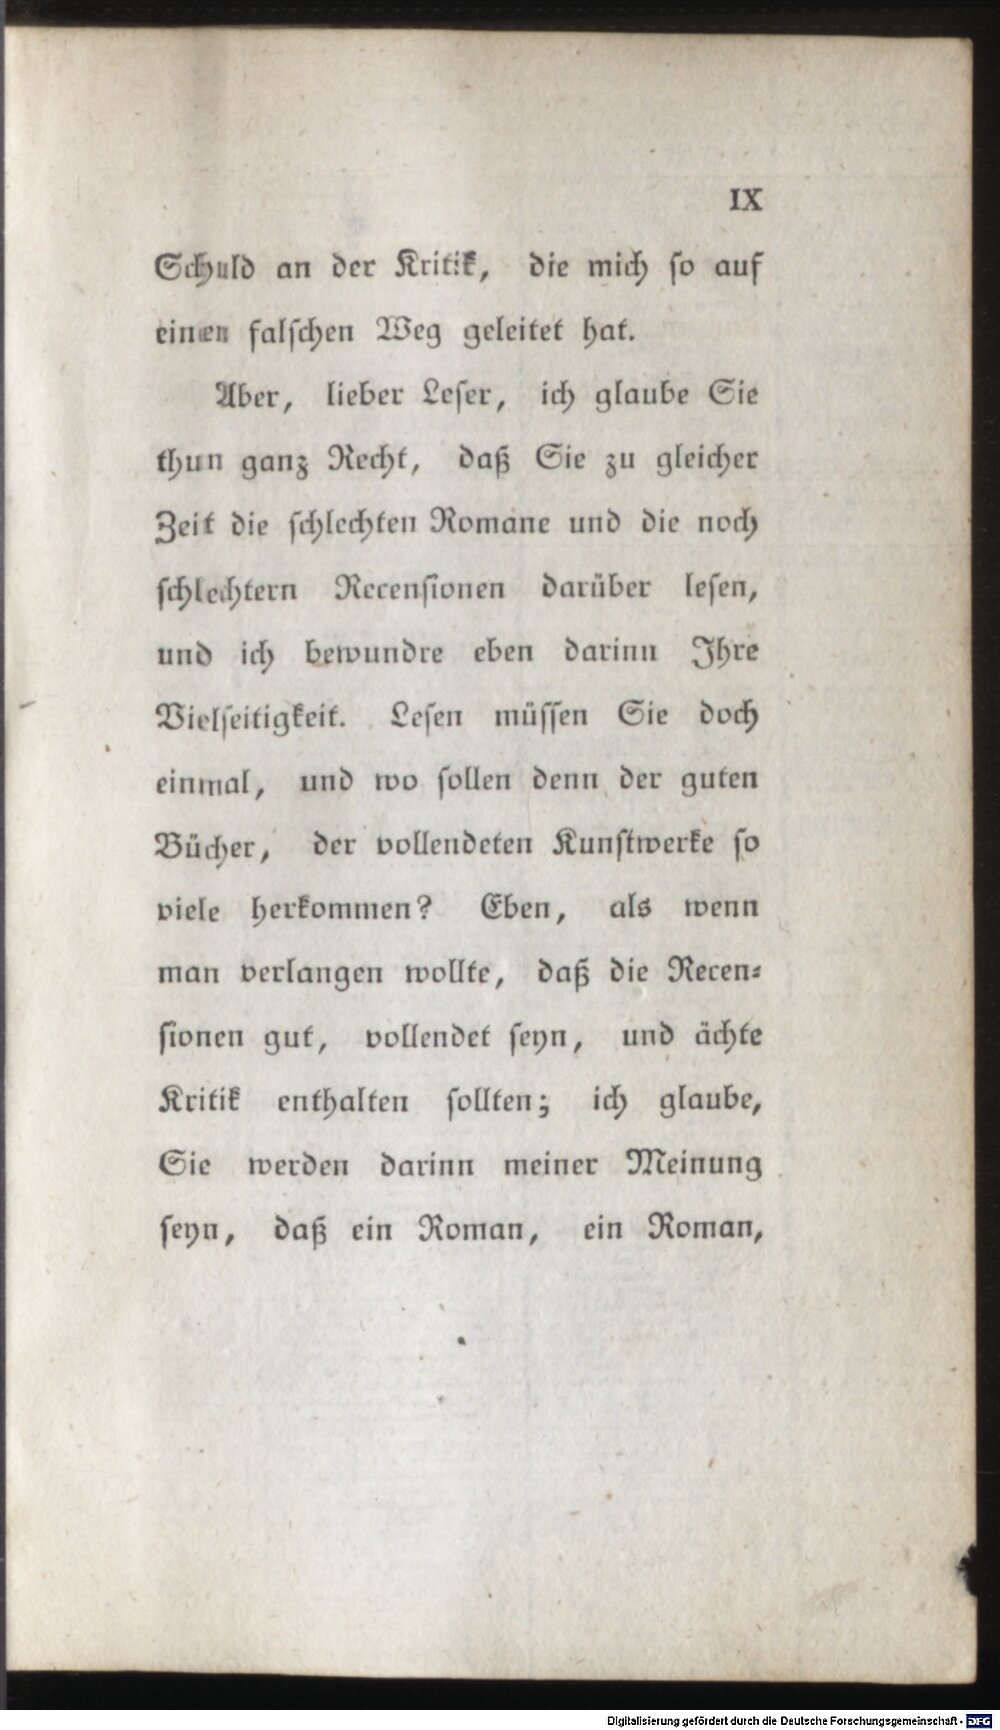 IX
Schuld an der Kritik, die mich ſo auf
einen falſchen Weg geleitet hat.
Aber, lieber Leſer, ich glaube Sie
thun ganz Recht, daß Sie zu gleicher
Zeit die ſchlechten Romane und die noch
ſchlechtern Recenſionen darüber leſen,
und ich bewundre eben darinn Ihre
Vielſeitigkeit. Leſen müſſen Sie doch
einmal, und wo ſollen denn der guten
Bücher, der vollendeten Kunſtwerke ſo
viele herkommen? Eben, als wenn
man verlangen wollte, daß die Recen⸗
ſionen gut, vollendet ſeyn, und ächte
Kritik enthalten ſollten; ich glaube,
Sie werden darinn meiner Meinung
ſeyn, daß ein Roman, ein Roman,
Digitalisierung gefördert durch die Deutsche Forschungsgemeinschaft - DFG